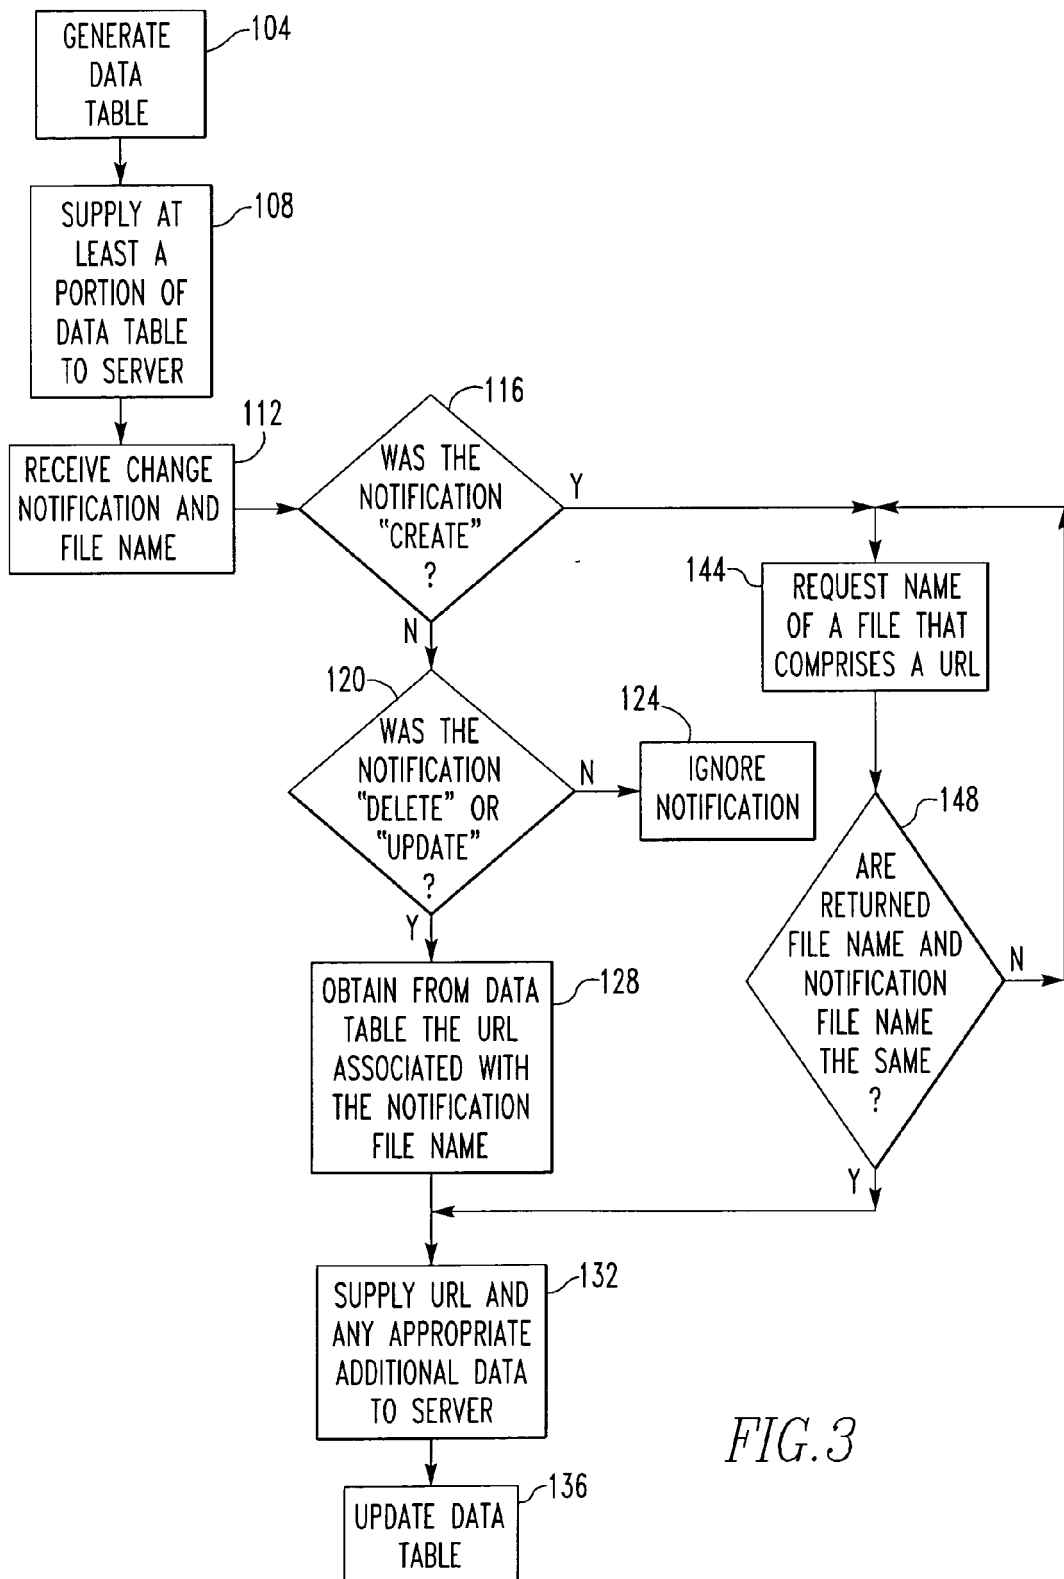 GENERATE
DATA
TABLE
104
SUPPLY AT
LEAST A
PORTION OF
DATA TABLE
TO SERVER
108
RECEIVE CHANGE
NOTIFICATION AND
FILE NAME
112
WAS THE
NOTIFICATION
"CREATE"
?
116
Y
N
WAS THE
NOTIFICATION
"DELETE" OR
"UPDATE"
?
120
N
Y
IGNORE
NOTIFICATION
124
REQUEST NAME
OF A FILE THAT
COMPRISES A URL
144
ARE
RETURNED
FILE NAME AND
NOTIFICATION
FILE NAME
THE SAME
?
148
N
Y
OBTAIN FROM DATA
TABLE THE URL
ASSOCIATED WITH
THE NOTIFICATION
FILE NAME
128
SUPPLY URL AND
ANY APPROPRIATE
ADDITIONAL DATA
TO SERVER
132
UPDATE DATA
TABLE
136
FIG.3